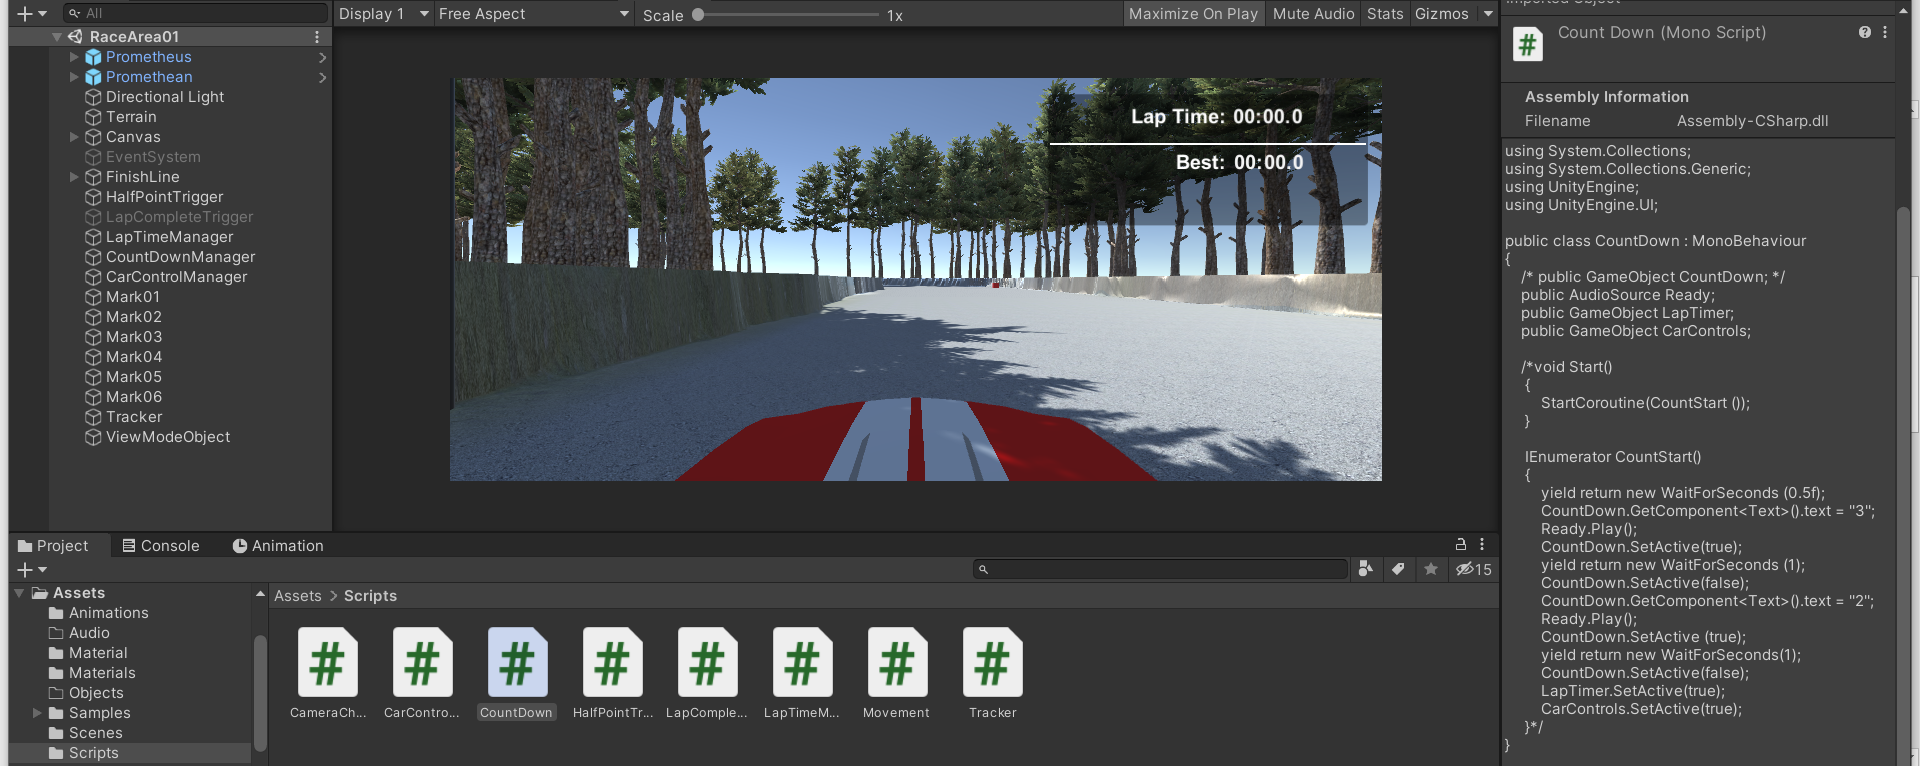 All
RaceArea01
Prometheus
Promethean
Directional Light
Terrain
Canvas
EventSystem
FinishLine
HalfPointTrigger
LapCompleteTrigger
LapTimeManager
CountDownManager
CarControlManager
Mark01
Mark02
Mark03
Mark04
Mark05
Mark06
Tracker
ViewModeObject
Display 1 Free Aspect Scale 1x Maximize On Play Mute Audio Stats Gizmos
Lap Time: 00:00.0
Best: 00:00.0
Project Console Animation
15
Assets
Animations
Audio
Material
Materials
Objects
Samples
Scenes
Scripts
Assets > Scripts
CameraCh...
CarContro...
CountDown
HalfPointTr...
LapComple...
LapTimeM...
Movement
Tracker
Imported Object
Count Down (Mono Script)
Assembly Information
Filename Assembly-CSharp.dll
using System.Collections;
using System.Collections.Generic;
using UnityEngine;
using UnityEngine.UI;
public class CountDown : MonoBehaviour
{
/* public GameObject CountDown; */
public AudioSource Ready;
public GameObject LapTimer;
public GameObject CarControls;
/*void Start()
{
StartCoroutine(CountStart ());
}
IEnumerator CountStart()
{
yield return new WaitForSeconds (0.5f);
CountDown.GetComponent<Text>().text = "3";
Ready.Play();
CountDown.SetActive(true);
yield return new WaitForSeconds (1);
CountDown.SetActive(false);
CountDown.GetComponent<Text>().text = "2";
Ready.Play();
CountDown.SetActive (true);
yield return new WaitForSeconds(1);
CountDown.SetActive(false);
LapTimer.SetActive(true);
CarControls.SetActive(true);
}*/
}